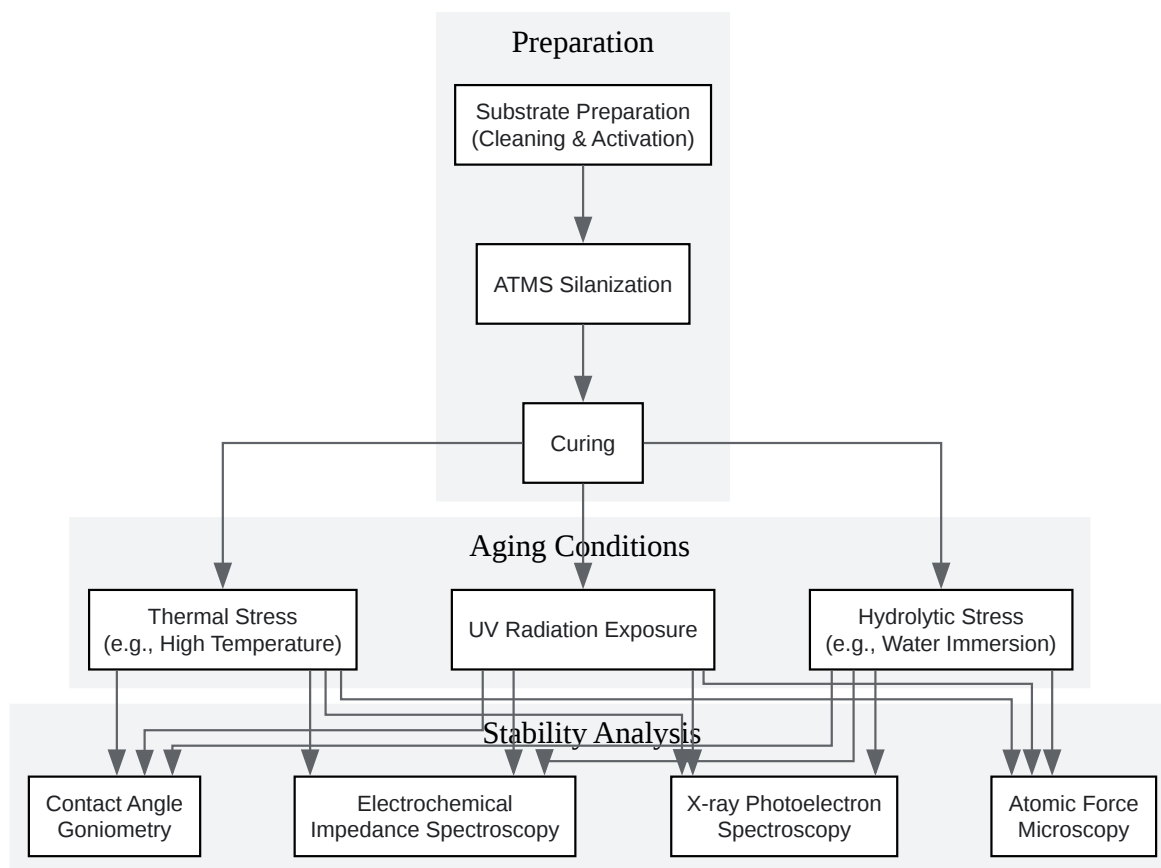 Preparation
Substrate Preparation
(Cleaning & Activation)
ATMS Silanization
Curing
Aging Conditions
Thermal Stress
(e.g., High Temperature)
UV Radiation Exposure
Hydrolytic Stress
(e.g., Water Immersion)
Stability Analysis
Contact Angle
Goniometry
Electrochemical
Impedance Spectroscopy
X-ray Photoelectron
Spectroscopy
Atomic Force
Microscopy